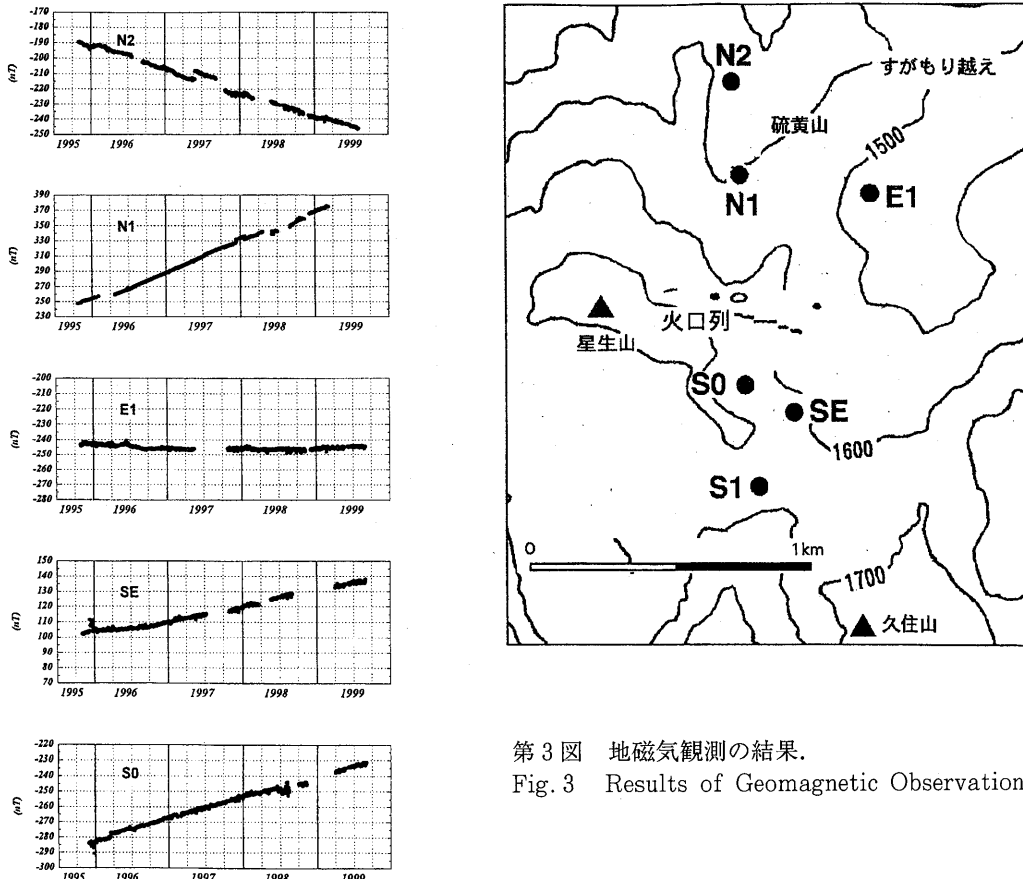 -170
-180
-190
-200
-210
-220
-230
-240
-250
(nT)
N2
1995 1996 1997 1998 1999
390
370
350
330
310
290
270
250
230
(nT)
N1
1995 1996 1997 1998 1999
-200
-210
-220
-230
-240
-250
-260
-270
-280
(nT)
E1
1995 1996 1997 1998 1999
150
140
130
120
110
100
90
80
70
(nT)
SE
1995 1996 1997 1998 1999
-220
-230
-240
-250
-260
-270
-280
-290
-300
(nT)
S0
1995 1996 1997 1998 1999
N2
すがもり越え
硫黄山
1500
N1
E1
火口列
星生山
S0
SE
1600
S1
0 1km
1700
久住山
第3図 地磁気観測の結果.
Fig. 3 Results of Geomagnetic Observation